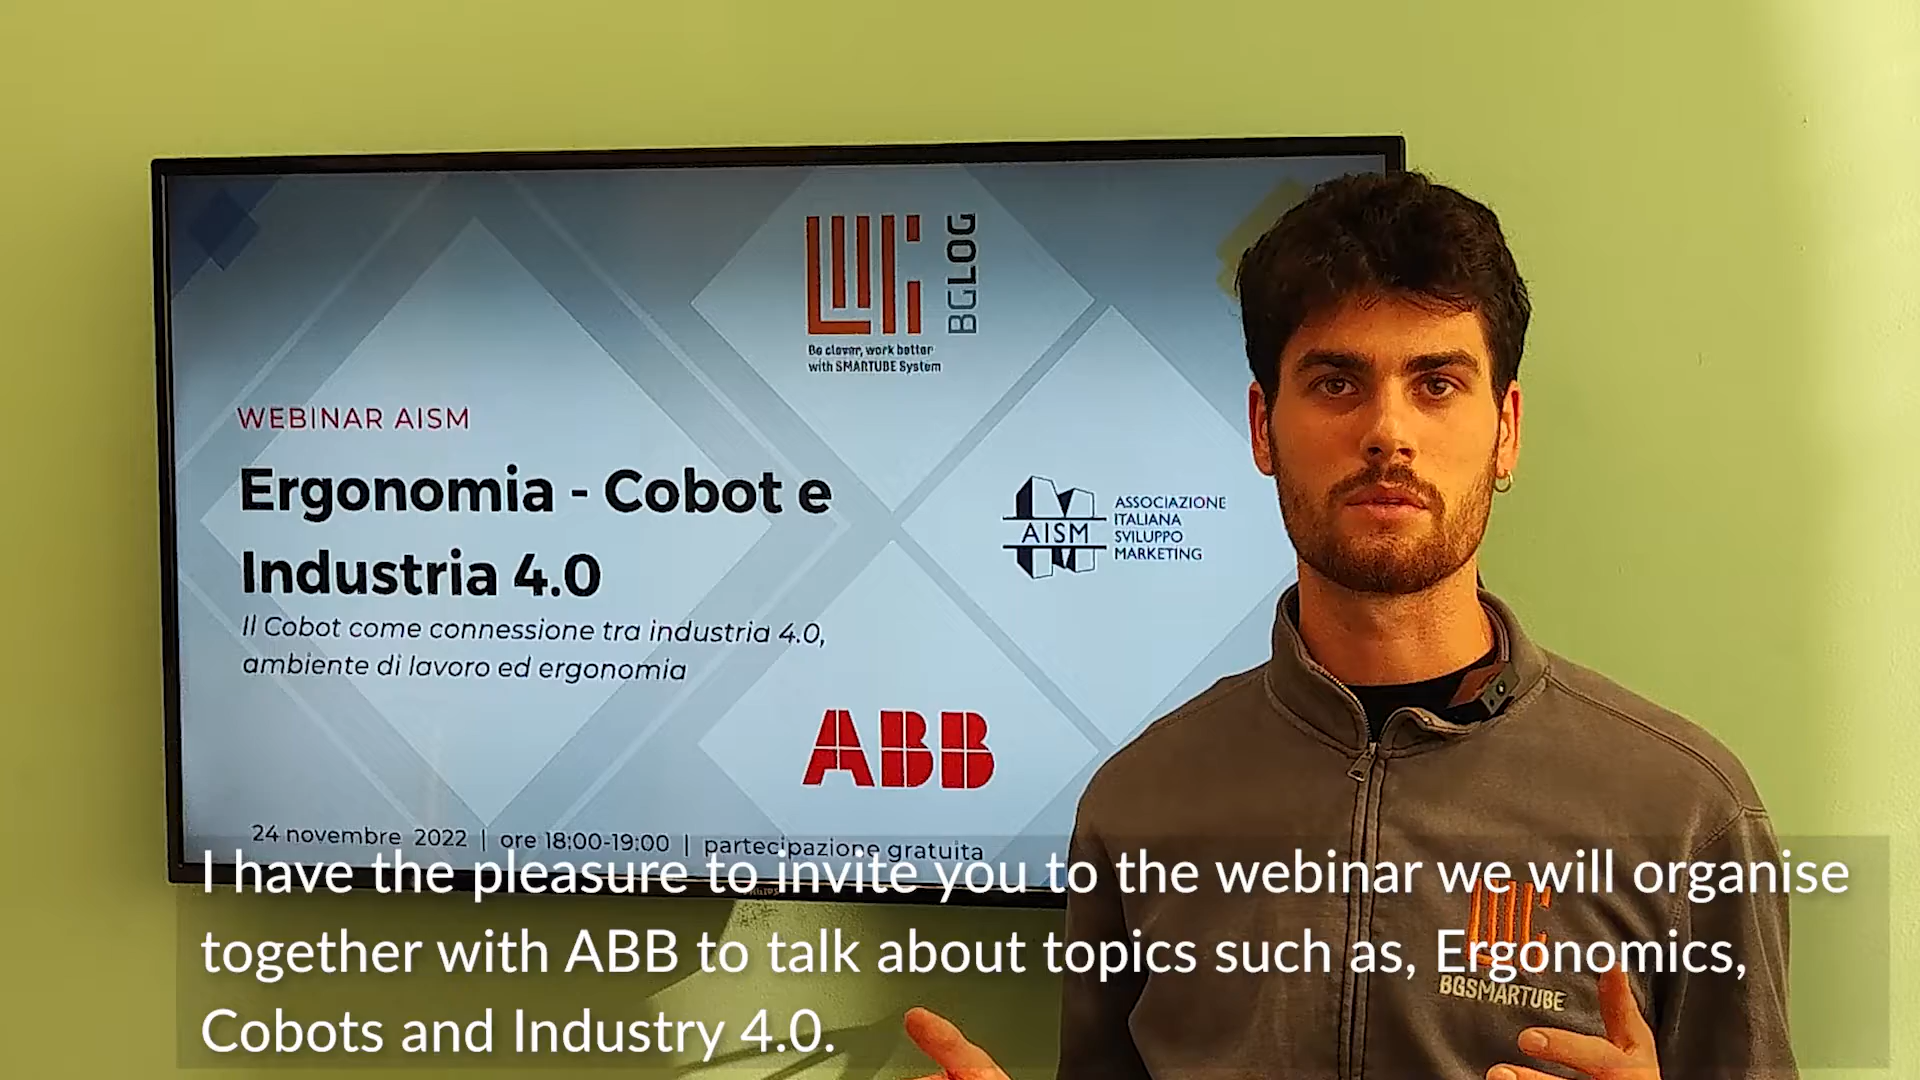 BGLOG
Be clever, work better
with SMARTUBE System
WEBINAR AISM
Ergonomia - Cobot e
Industria 4.0
Il Cobot come connessione tra industria 4.0,
ambiente di lavoro ed ergonomia
AISM
ASSOCIAZIONE
ITALIANA
SVILUPPO
MARKETING
ABB
24 novembre 2022 | ore 18:00-19:00 | partecipazione gratuita
PHILIPS
I have the pleasure to invite you to the webinar we will organise
together with ABB to talk about topics such as, Ergonomics,
Cobots and Industry 4.0.
BGSMARTUBE